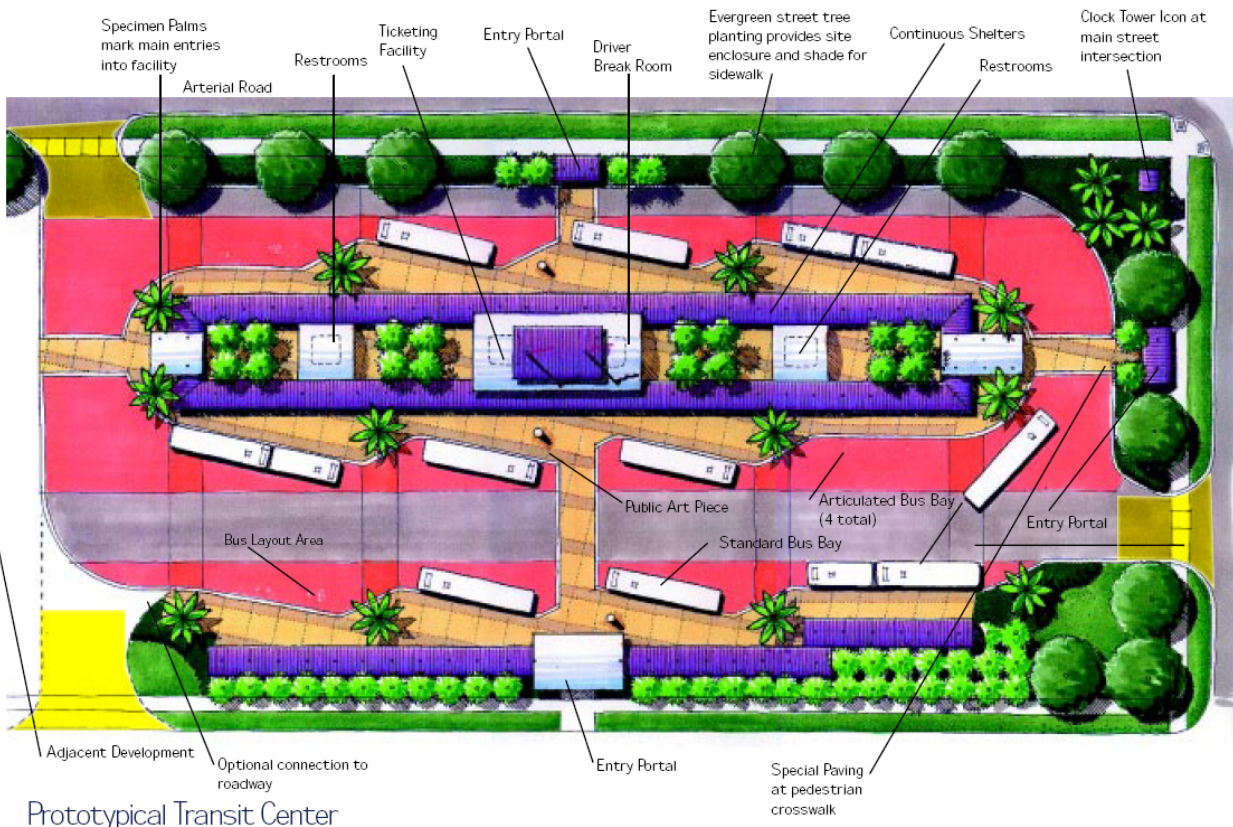 Specimen Palms
mark main entries
into facility
Arterial Road
Restrooms
Ticketing
Facility
Entry Portal
Driver
Break Room
Evergreen street tree
planting provides site
enclosure and shade for
sidewalk
Continuous Shelters
Restrooms
Clock Tower Icon at
main street
intersection
Public Art Piece
Articulated Bus Bay
(4 total)
Entry Portal
Bus Layout Area
Standard Bus Bay
Adjacent Development
Optional connection to
roadway
Entry Portal
Special Paving
at pedestrian
crosswalk
Prototypical Transit Center